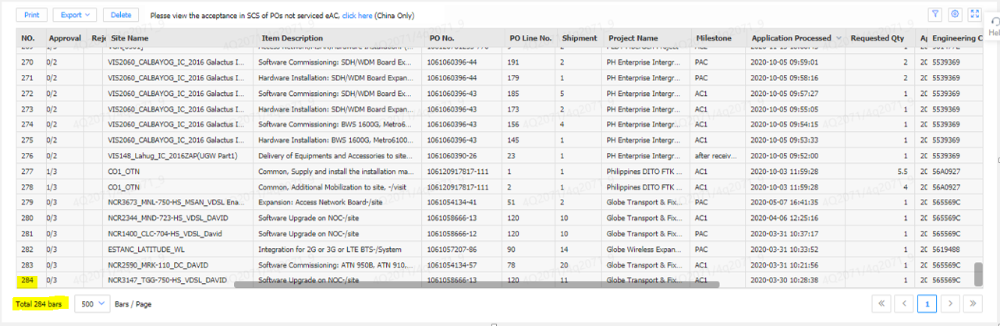 Print Export Delete Please view the acceptance in SCS of POs not serviced eAC, click here (China Only)
Hel
NO. Approval Reje Site Name Item Description PO No. PO Line No. Shipment Project Name Milestone Application Processed Requested Qty Ap Engineering C
270 0/2 VIS2060_CALBAYOG_IC_2016 Galactus I... Software Commissioning: SDH/WDM Board Ex... 1061060396-44 191 2 PH Enterprise Intergr... PAC 2020-10-05 09:59:01 2 20 5539369
271 0/2 VIS2060_CALBAYOG_IC_2016 Galactus I... Hardware Installation: SDH/WDM Board Expan... 1061060396-44 179 1 PH Enterprise Intergr... PAC 2020-10-05 09:58:16 2 20 5539369
272 0/2 VIS2060_CALBAYOG_IC_2016 Galactus I... Software Commissioning: SDH/WDM Board Ex... 1061060396-43 185 5 PH Enterprise Intergr... AC1 2020-10-05 09:57:27 1 20 5539369
273 0/2 VIS2060_CALBAYOG_IC_2016 Galactus I... Hardware Installation: SDH/WDM Board Expan... 1061060396-43 173 2 PH Enterprise Intergr... AC1 2020-10-05 09:55:05 1 20 5539369
274 0/2 VIS2060_CALBAYOG_IC_2016 Galactus I... Software Commissioning: BWS 1600G, Metro6... 1061060396-43 156 4 PH Enterprise Intergr... AC1 2020-10-05 09:54:15 1 20 5539369
275 0/2 VIS2060_CALBAYOG_IC_2016 Galactus I... Hardware Installation: BWS 1600G, Metro6100... 1061060396-43 145 1 PH Enterprise Intergr... AC1 2020-10-05 09:53:33 1 20 5539369
276 0/2 VIS148_Lahug_IC_2016ZAP(UGW Part1) Delivery of Equipments and Accessories to site... 1061060390-26 23 1 PH Enterprise Intergr... after receiv... 2020-10-05 09:52:00 1 20 5539369
277 1/3 CO1_OTN Common, Supply and install the installation ma... 106120917817-111 1 1 Philippines DITO FTK ... AC1 2020-10-03 11:59:28 5.5 20 56A0927
278 1/3 CO1_OTN Common, Additional Mobilization to site, -/visit 106120917817-111 2 1 Philippines DITO FTK ... AC1 2020-10-03 11:59:28 4 20 56A0927
279 0/3 NCR3673_MNL-750-HS_MSAN_VDSL Ena... Expansion: Access Network Board-/site 1061054134-41 51 2 Globe Transport & Fix... PAC 2020-05-07 16:41:35 1 20 565569C
280 0/3 NCR2344_MND-723-HS_VDSL_DAVID Software Upgrade on NOC-/site 1061058666-13 120 10 Globe Transport & Fix... AC1 2020-04-06 12:25:16 1 20 565569C
281 0/3 NCR1400_CLC-704-HS_VDSL_David Software Upgrade on NOC-/site 1061058666-12 120 10 Globe Transport & Fix... PAC 2020-03-31 10:37:17 1 20 565569C
282 0/3 ESTANC_LATITUDE_WL Integration for 2G or 3G or LTE BTS-/System 1061057207-86 90 14 Globe Wireless Expan... PAC 2020-03-31 10:33:52 1 20 5619488
283 0/3 NCR2590_MRK-110_DC_DAVID Software Commissioning: ATN 950B, ATN 910,... 1061054134-57 78 20 Globe Transport & Fix... AC1 2020-03-31 10:28:59 1 20 565569C
284 0/3 NCR3147_TGG-750-HS_VDSL_DAVID Software Upgrade on NOC-/site 1061058666-13 120 11 Globe Transport & Fix... AC1 2020-03-30 10:28:38 1 20 565569C
Total 284 bars 500 Bars / Page 1